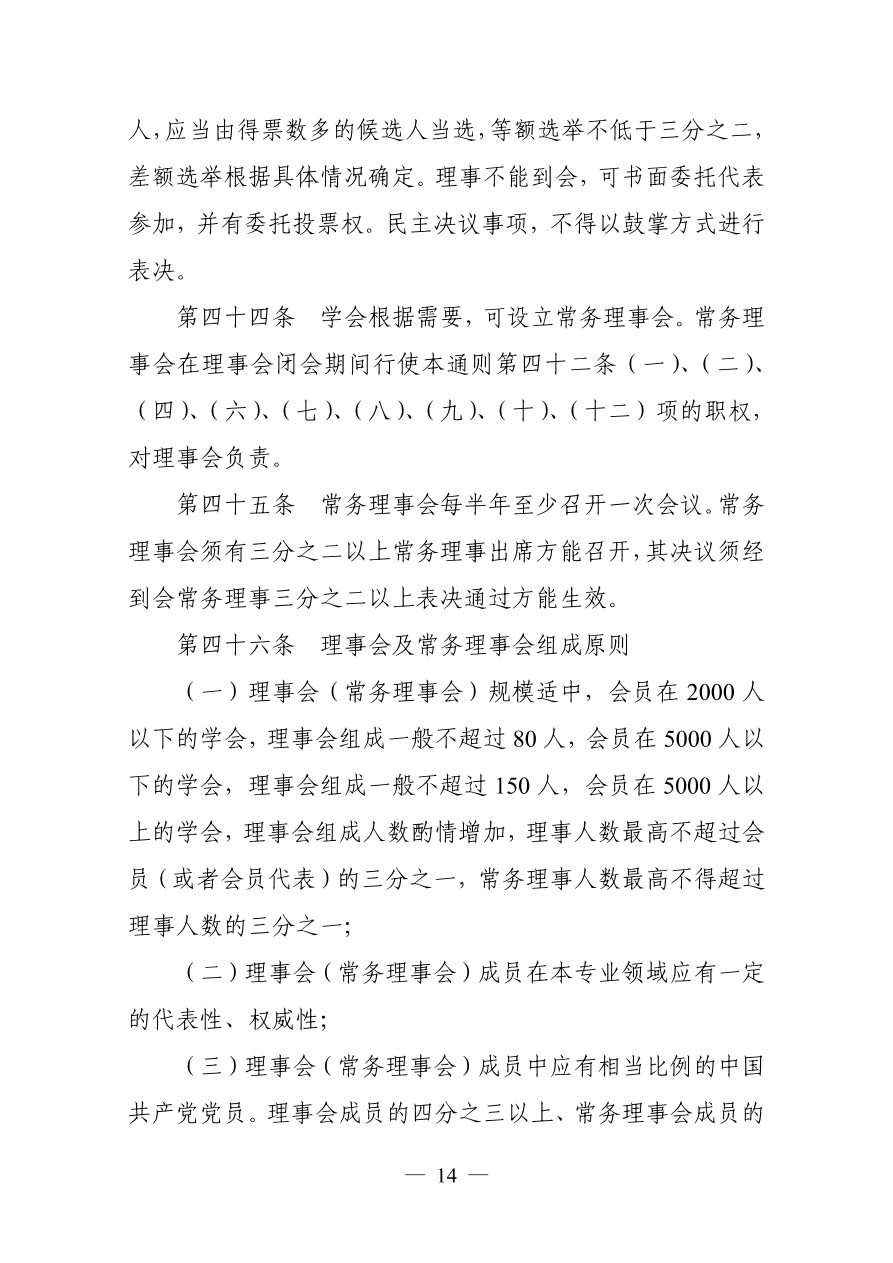 人，应当由得票数多的候选人当选，等额选举不低于三分之二，
差额选举根据具体情况确定。理事不能到会，可书面委托代表
参加，并有委托投票权。民主决议事项，不得以鼓掌方式进行
表决。
第四十四条　学会根据需要，可设立常务理事会。常务理
事会在理事会闭会期间行使本通则第四十二条（一）、（二）、
（四）、（六）、（七）、（八）、（九）、（十）、（十二）项的职权，
对理事会负责。
第四十五条　常务理事会每半年至少召开一次会议。常务
理事会须有三分之二以上常务理事出席方能召开，其决议须经
到会常务理事三分之二以上表决通过方能生效。
第四十六条　理事会及常务理事会组成原则
（一）理事会（常务理事会）规模适中，会员在 2000 人
以下的学会，理事会组成一般不超过 80 人，会员在 5000 人以
下的学会，理事会组成一般不超过 150 人，会员在 5000 人以
上的学会，理事会组成人数酌情增加，理事人数最高不超过会
员（或者会员代表）的三分之一，常务理事人数最高不得超过
理事人数的三分之一；
（二）理事会（常务理事会）成员在本专业领域应有一定
的代表性、权威性；
（三）理事会（常务理事会）成员中应有相当比例的中国
共产党党员。理事会成员的四分之三以上、常务理事会成员的
— 14 —